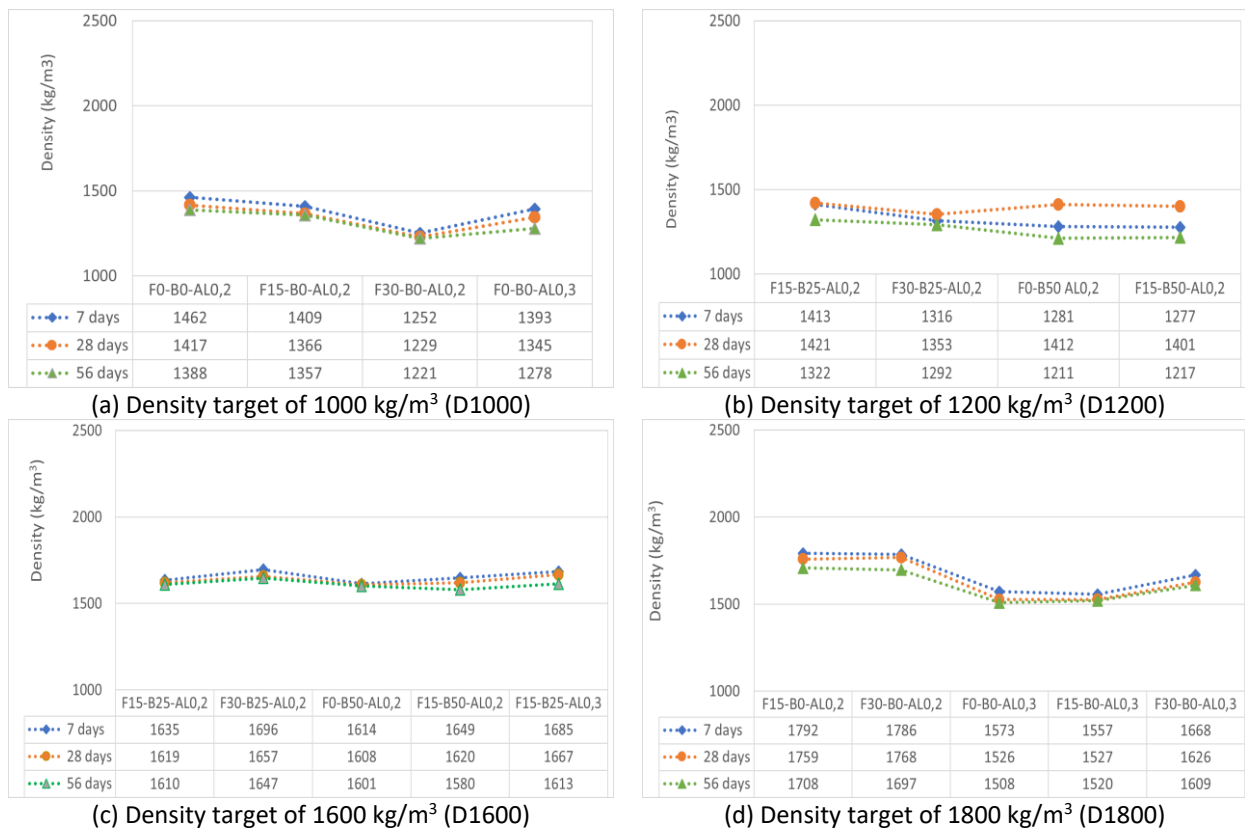 2500
2000
1500
1000
Density (kg/m3)
F0-B0-AL0,2 F15-B0-AL0,2 F30-B0-AL0,2 F0-B0-AL0,3
7 days 1462 1409 1252 1393
28 days 1417 1366 1229 1345
56 days 1388 1357 1221 1278
(a) Density target of 1000 kg/m³ (D1000)
2500
2000
1500
1000
Density (kg/m3)
F15-B25-AL0,2 F30-B25-AL0,2 F0-B50 AL0,2 F15-B50-AL0,2
7 days 1413 1316 1281 1277
28 days 1421 1353 1412 1401
56 days 1322 1292 1211 1217
(b) Density target of 1200 kg/m³ (D1200)
2500
2000
1500
1000
Density (kg/m³)
F15-B25-AL0,2 F30-B25-AL0,2 F0-B50-AL0,2 F15-B50-AL0,2 F15-B25-AL0,3
7 days 1635 1696 1614 1649 1685
28 days 1619 1657 1608 1620 1667
56 days 1610 1647 1601 1580 1613
(c) Density target of 1600 kg/m³ (D1600)
2500
2000
1500
1000
Density (kg/m³)
F15-B0-AL0,2 F30-B0-AL0,2 F0-B0-AL0,3 F15-B0-AL0,3 F30-B0-AL0,3
7 days 1792 1786 1573 1557 1668
28 days 1759 1768 1526 1527 1626
56 days 1708 1697 1508 1520 1609
(d) Density target of 1800 kg/m³ (D1800)